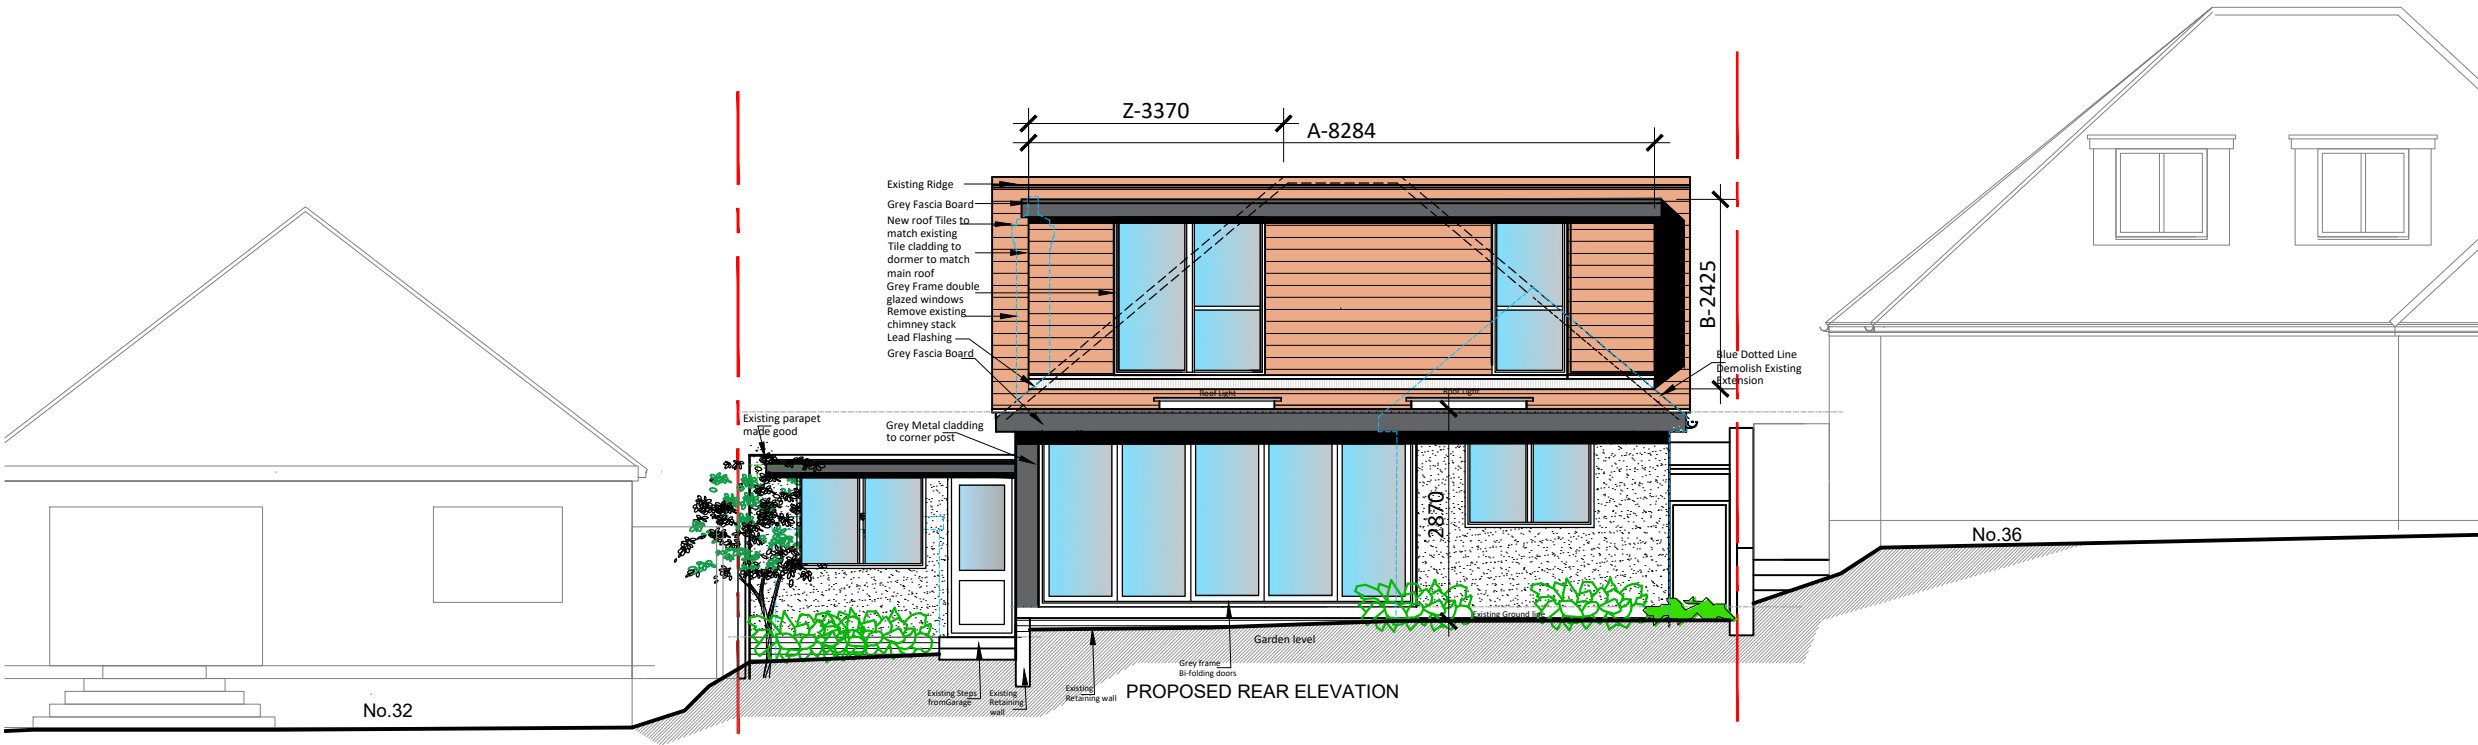 Z-3370
A-8284
Existing Ridge
Grey Fascia Board
New roof Tiles to
match existing
Tile cladding to
dormer to match
main roof
Grey Frame double
glazed windows
Remove existing
chimney stack
Lead Flashing
Grey Fascia Board
B-2425
Blue Dotted Line
Demolish Existing
Extension
Roof Light
Roof Light
Existing parapet
made good
Grey Metal cladding
to corner post
2870
No.36
Existing Ground line
Garden level
Grey frame
Bi-folding doors
Existing Steps
fromGarage
Existing
Retaining
wall
Existing
Retaining wall
PROPOSED REAR ELEVATION
No.32